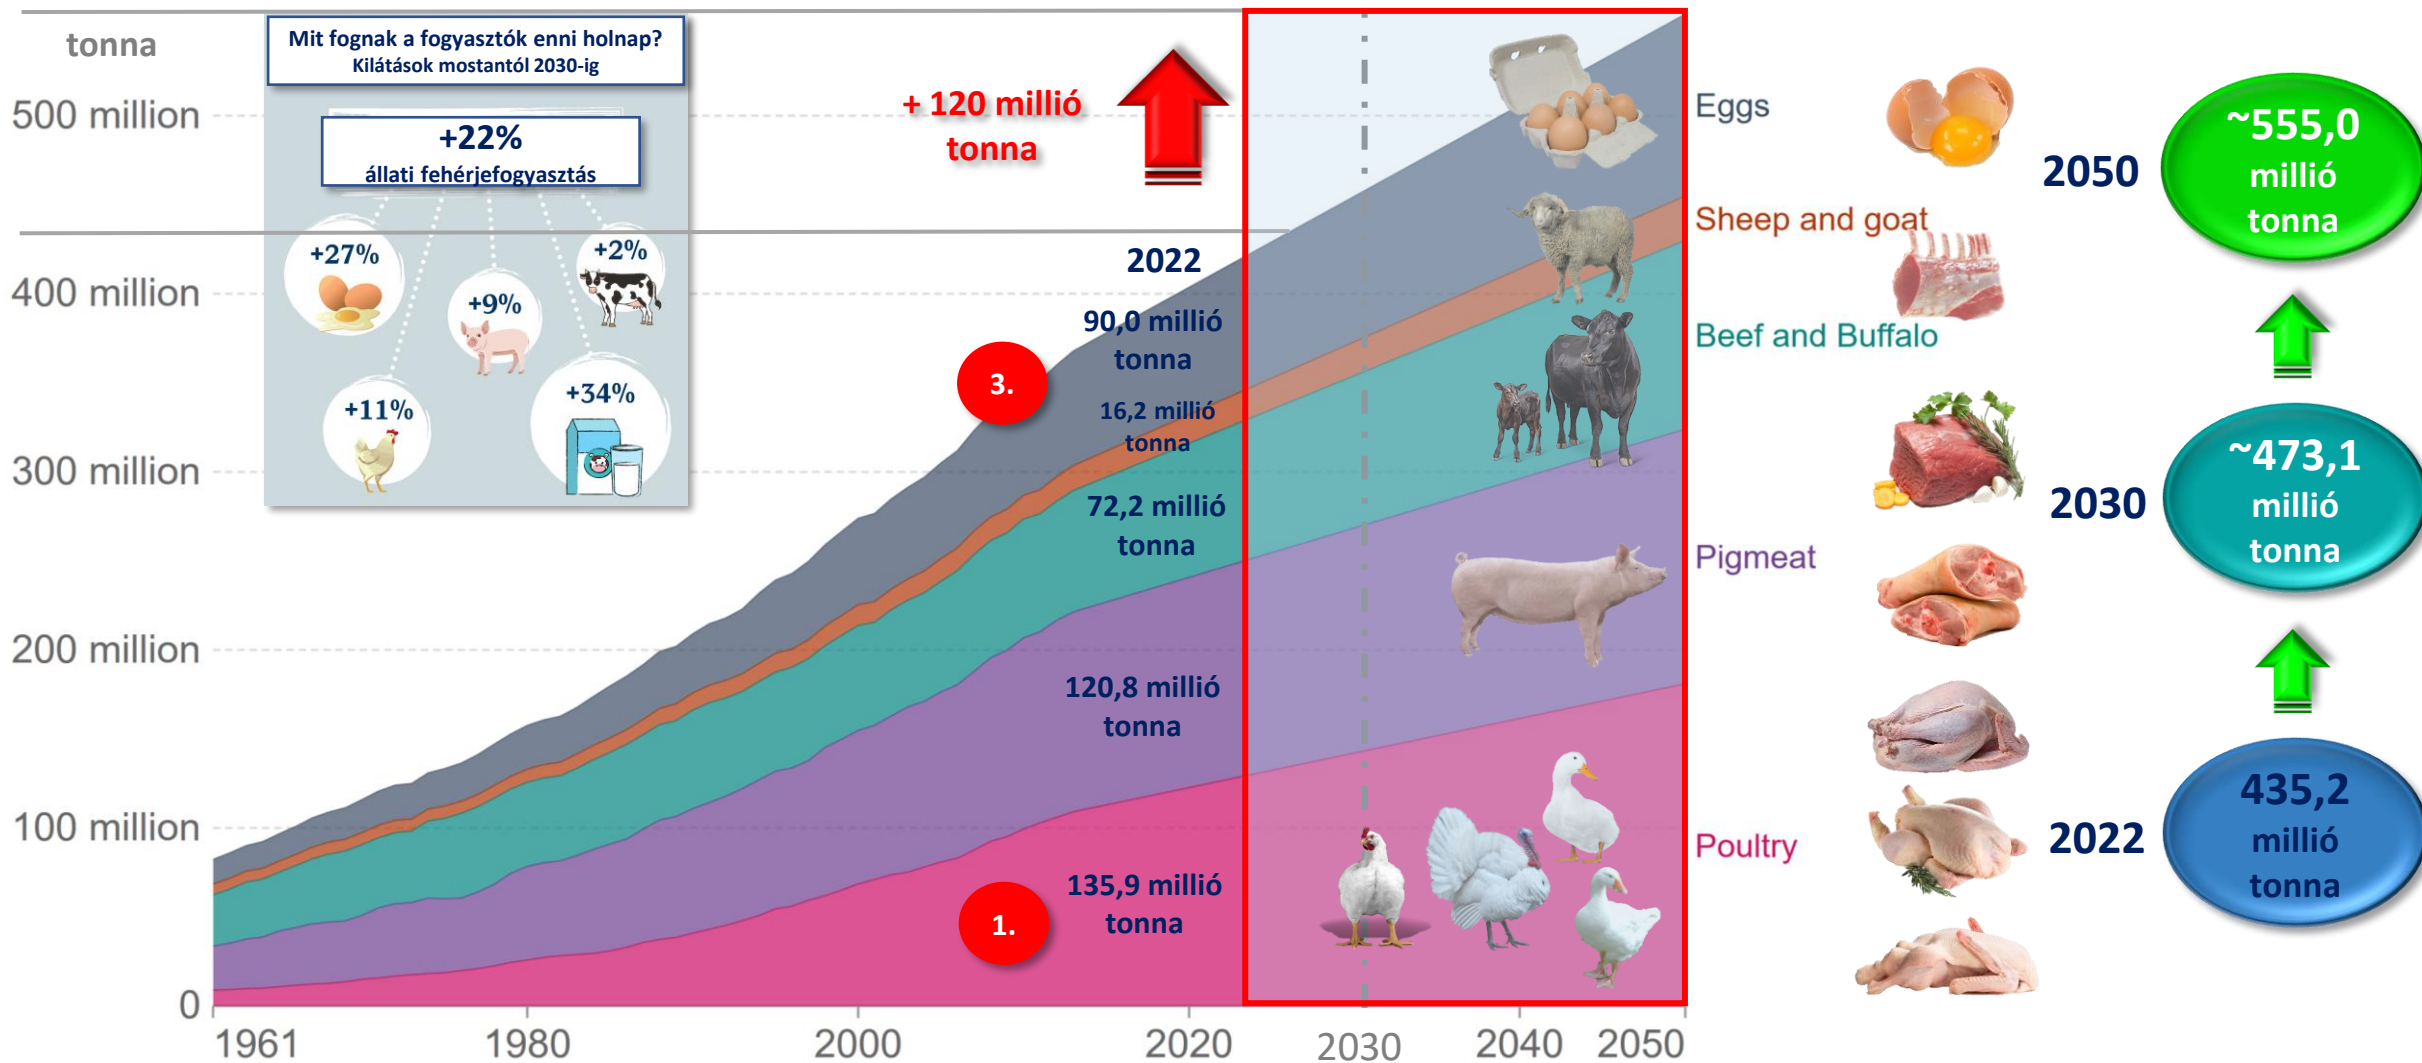 tonna
500 million
400 million
300 million
200 million
100 million
0
1961
1980
2000
2020
2030
2040
2050
Mit fognak a fogyasztók enni holnap?
Kilátások mostantól 2030-ig
+22%
állati fehérjefogyasztás
+27%
+2%
+9%
+11%
+34%
+ 120 millió
tonna
2022
90,0 millió
tonna
3.
16,2 millió
tonna
72,2 millió
tonna
120,8 millió
tonna
1.
135,9 millió
tonna
Eggs
Sheep and goat
Beef and Buffalo
Pigmeat
Poultry
2050
~555,0
millió
tonna
2030
~473,1
millió
tonna
2022
435,2
millió
tonna